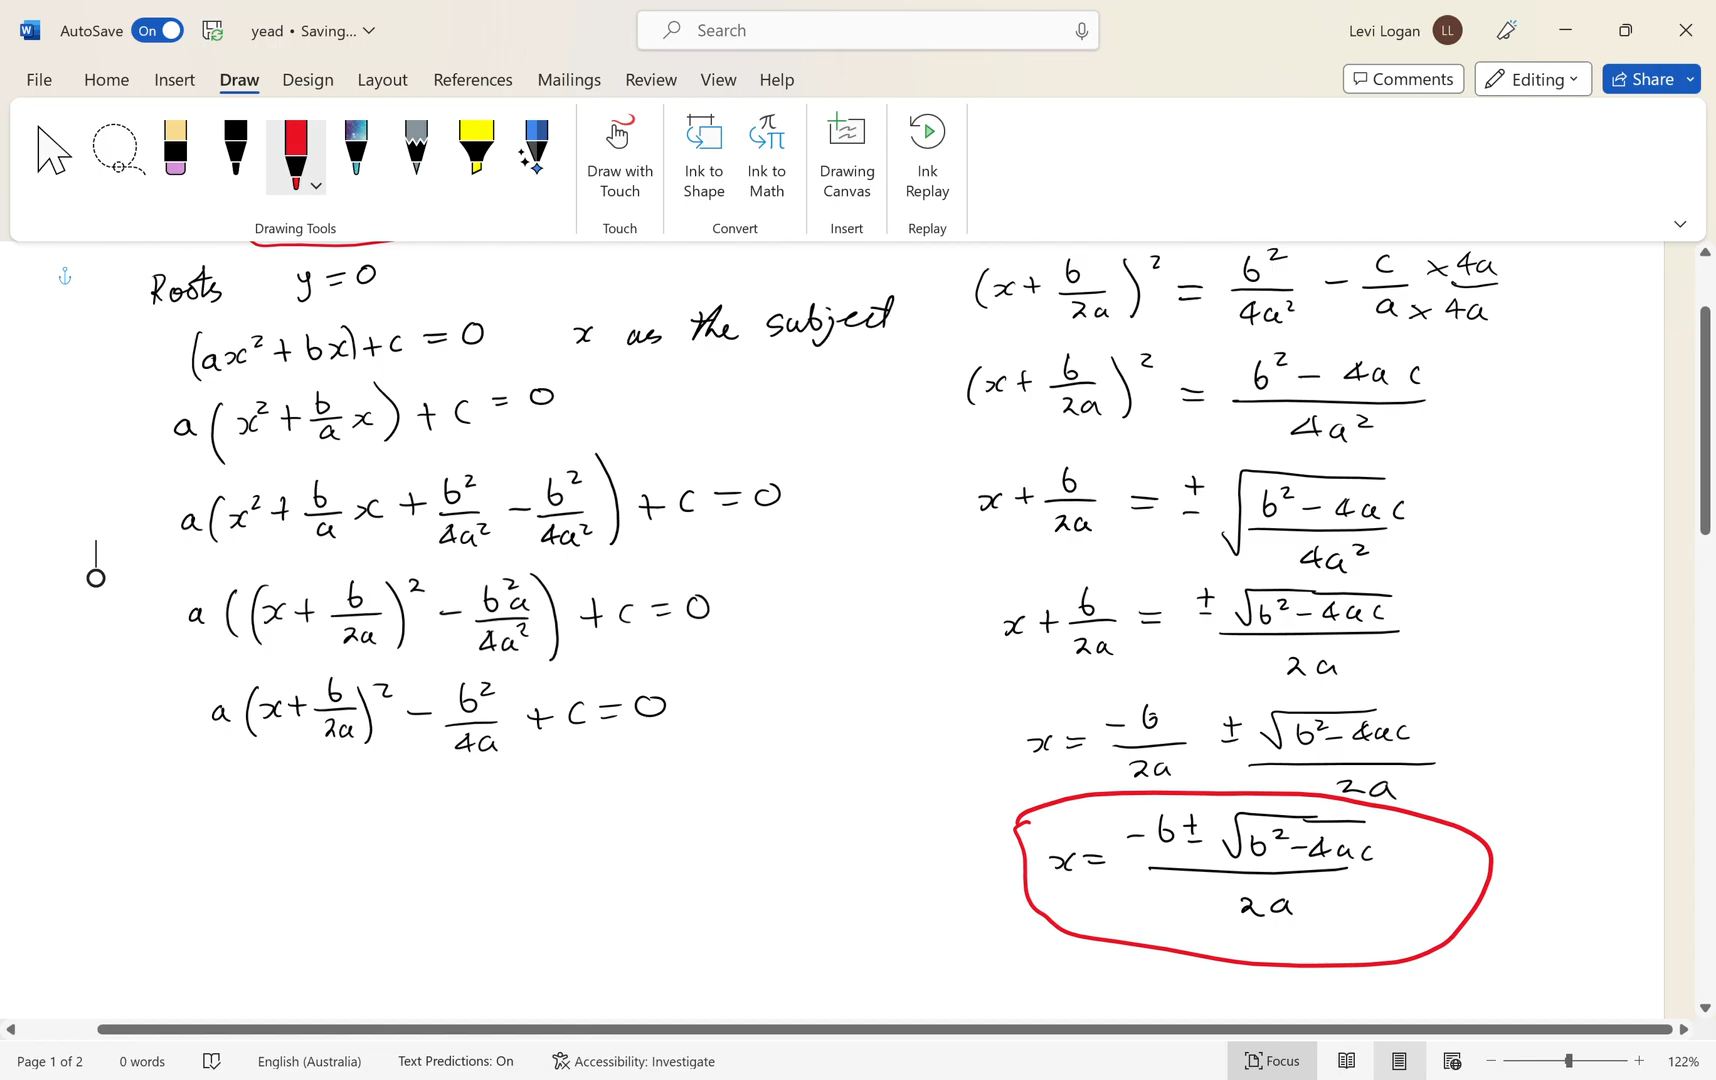 AutoSave On yead • Saving... Search Levi Logan LL
File Home Insert Draw Design Layout References Mailings Review View Help Comments Editing Share
Draw with Touch
Ink to Shape
Ink to Math
Drawing Canvas
Ink Replay
Drawing Tools Touch Convert Insert Replay
Roots y = 0
(ax² + bx) + c = 0 x as the subject
a(x² + b/a x) + c = 0
a(x² + b/a x + b²/4a² - b²/4a²) + c = 0
a((x + b/2a)² - b²a/4a²) + c = 0
a(x + b/2a)² - b²/4a + c = 0
(x + b/2a)² = b²/4a² - c/a × 4a/× 4a
(x + b/2a)² = (b² - 4ac)/4a²
x + b/2a = ± √((b² - 4ac)/4a²)
x + b/2a = ± √(b² - 4ac)/2a
x = -b/2a ± √(b² - 4ac)/2a
x = (-b ± √(b² - 4ac))/2a
Page 1 of 2 0 words English (Australia) Text Predictions: On Accessibility: Investigate Focus 122%